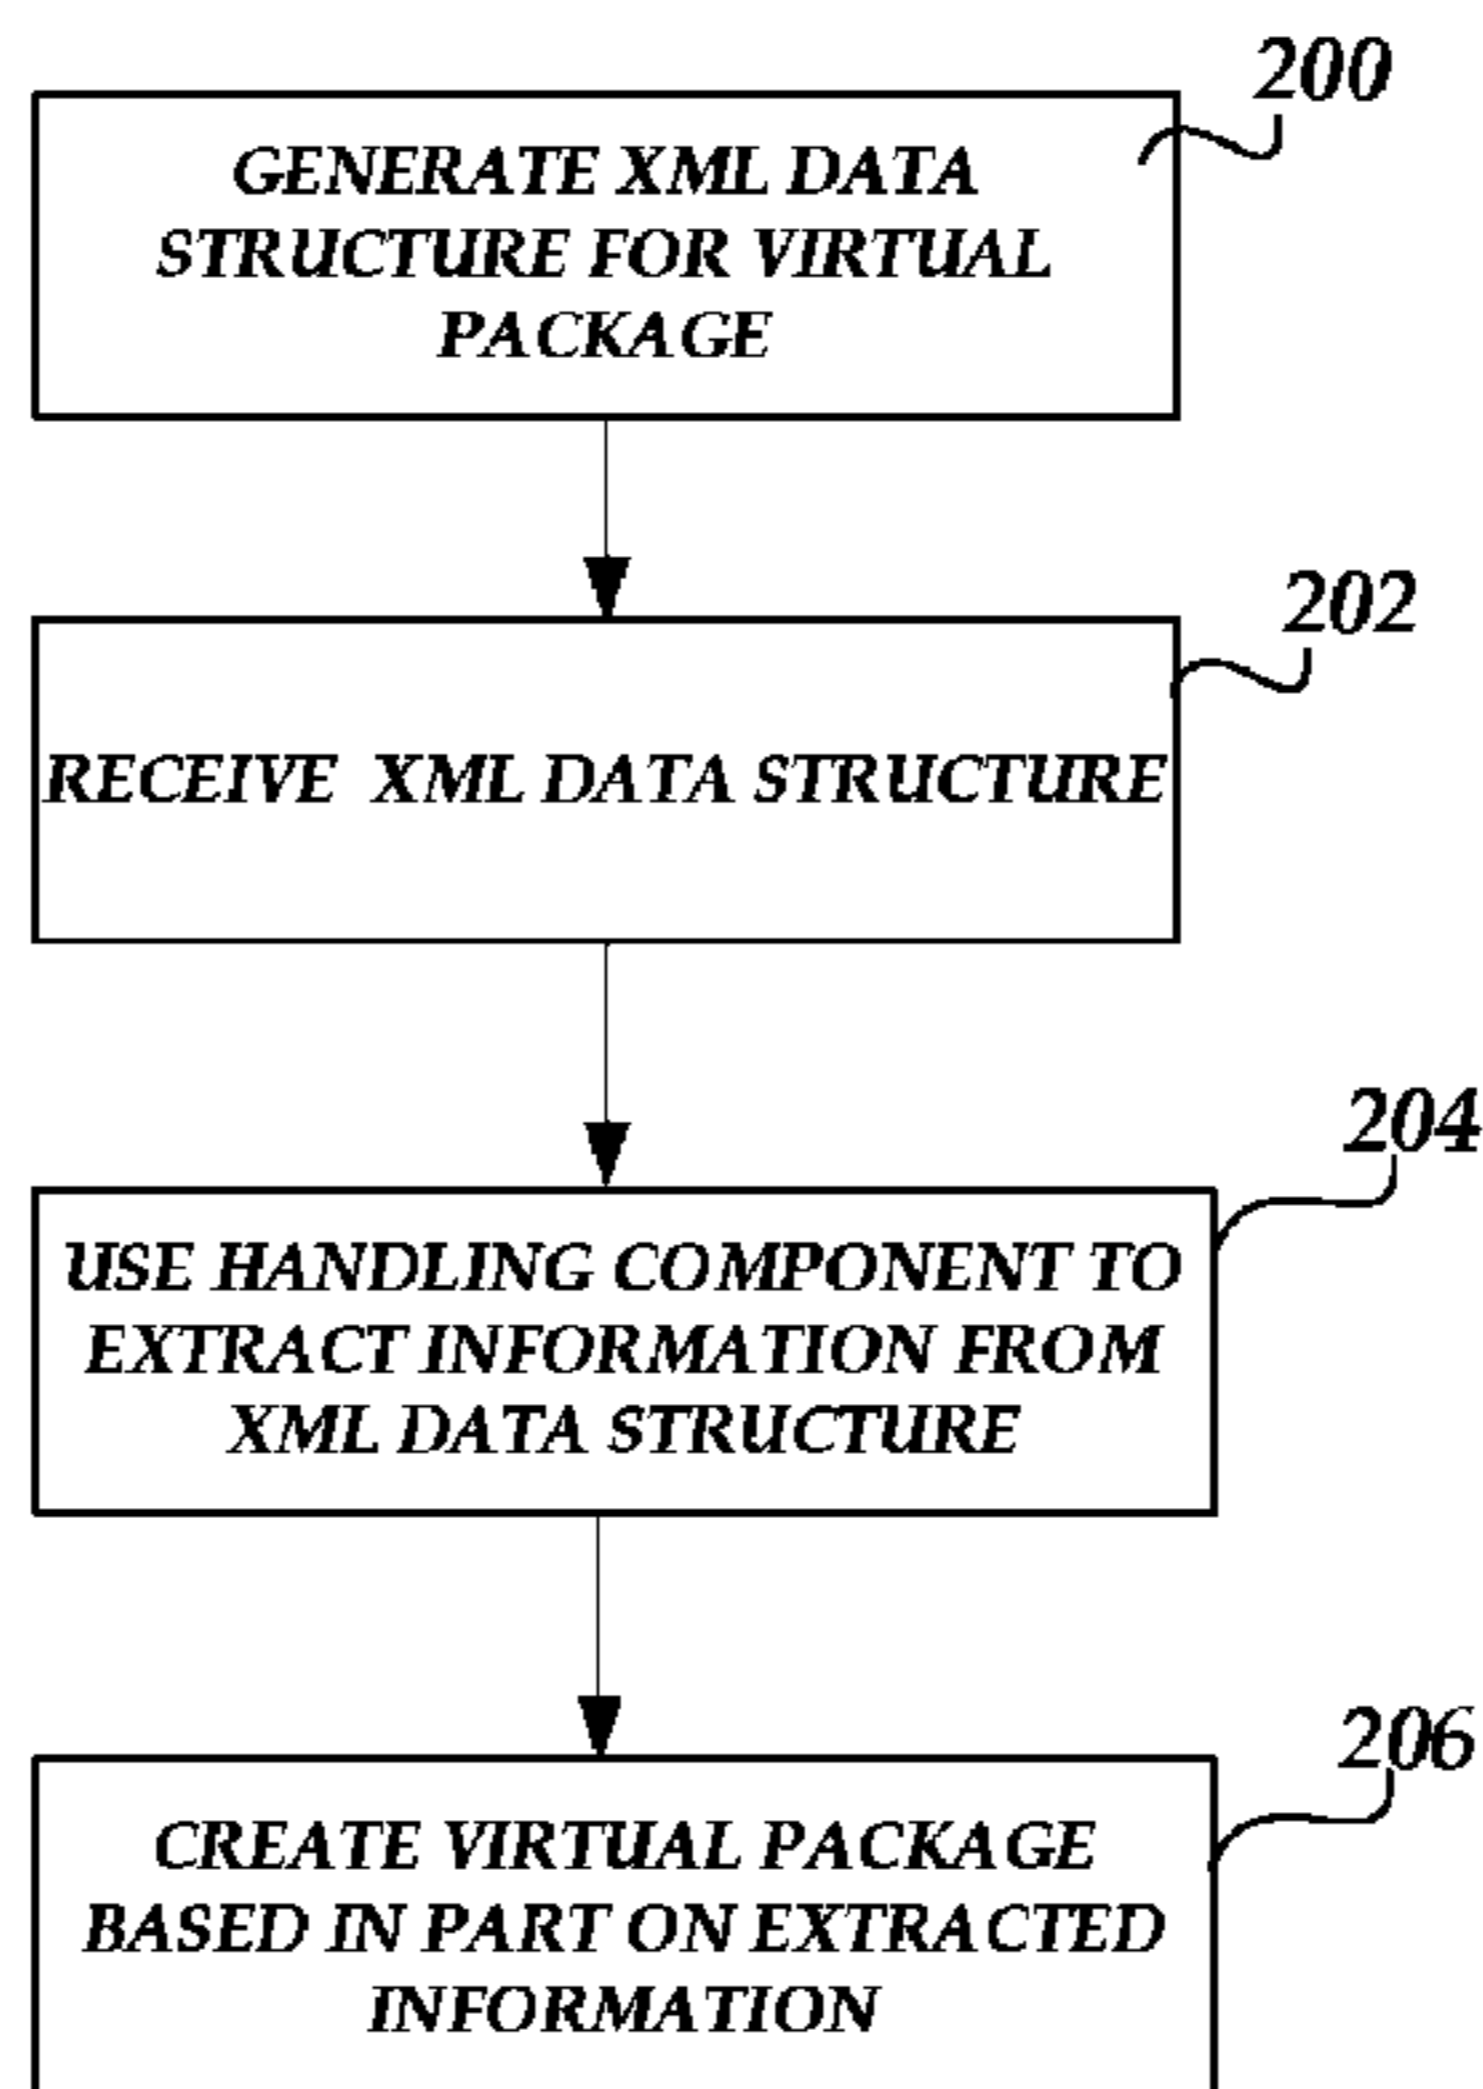 200
GENERATE XML DATA
STRUCTURE FOR VIRTUAL
PACKAGE
202
RECEIVE XML DATA STRUCTURE
204
USE HANDLING COMPONENT TO
EXTRACT INFORMATION FROM
XML DATA STRUCTURE
206
CREATE VIRTUAL PACKAGE
BASED IN PART ON EXTRACTED
INFORMATION